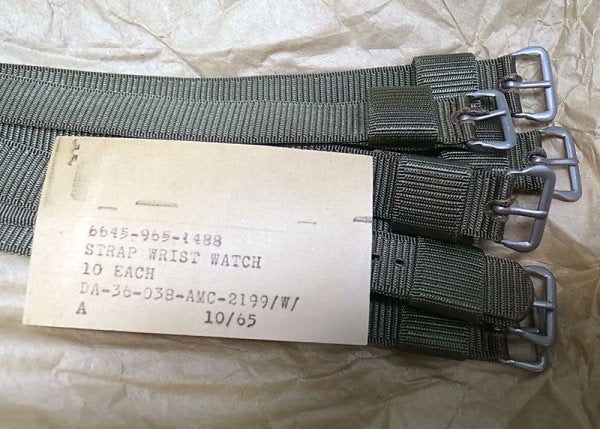 6645-965-1488
STRAP WRIST WATCH
10 EACH
DA-36-038-AMC-2199/W/
A 10/65